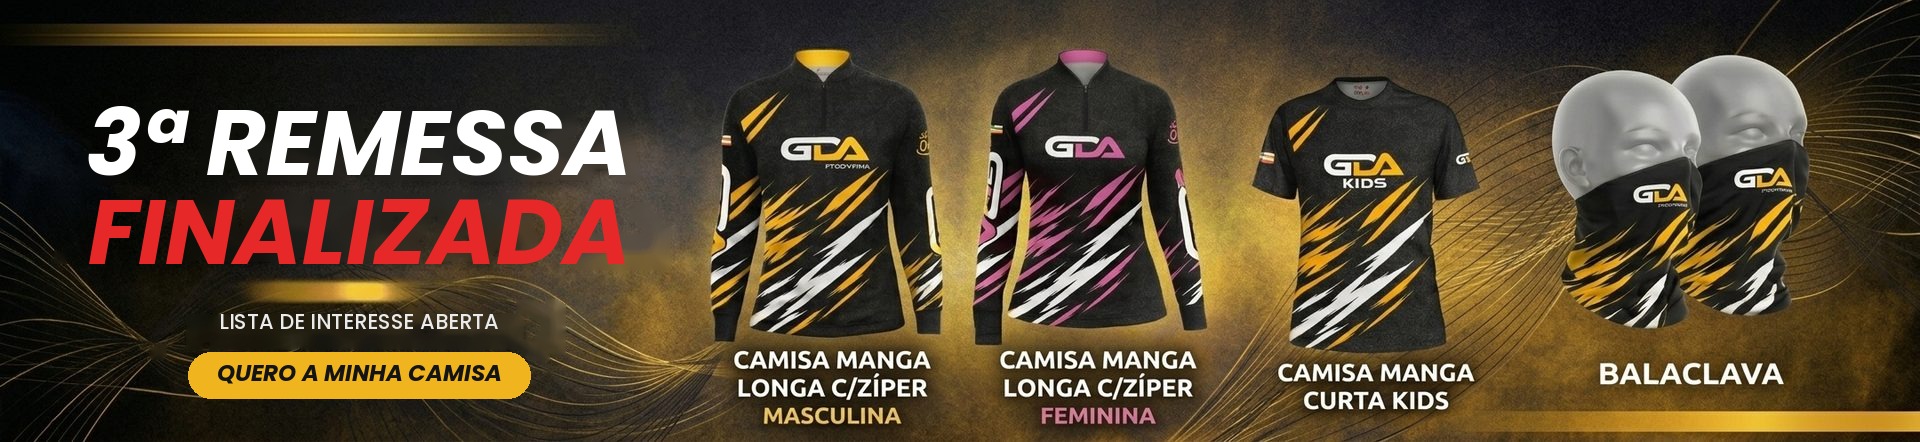 3ª REMESSA
FINALIZADA
LISTA DE INTERESSE ABERTA
QUERO A MINHA CAMISA
GDA
CAMISA MANGA
LONGA C/ZÍPER
MASCULINA
GDA
CAMISA MANGA
LONGA C/ZÍPER
FEMININA
GDA
KIDS
CAMISA MANGA
CURTA KIDS
GDA
GDA
BALACLAVA